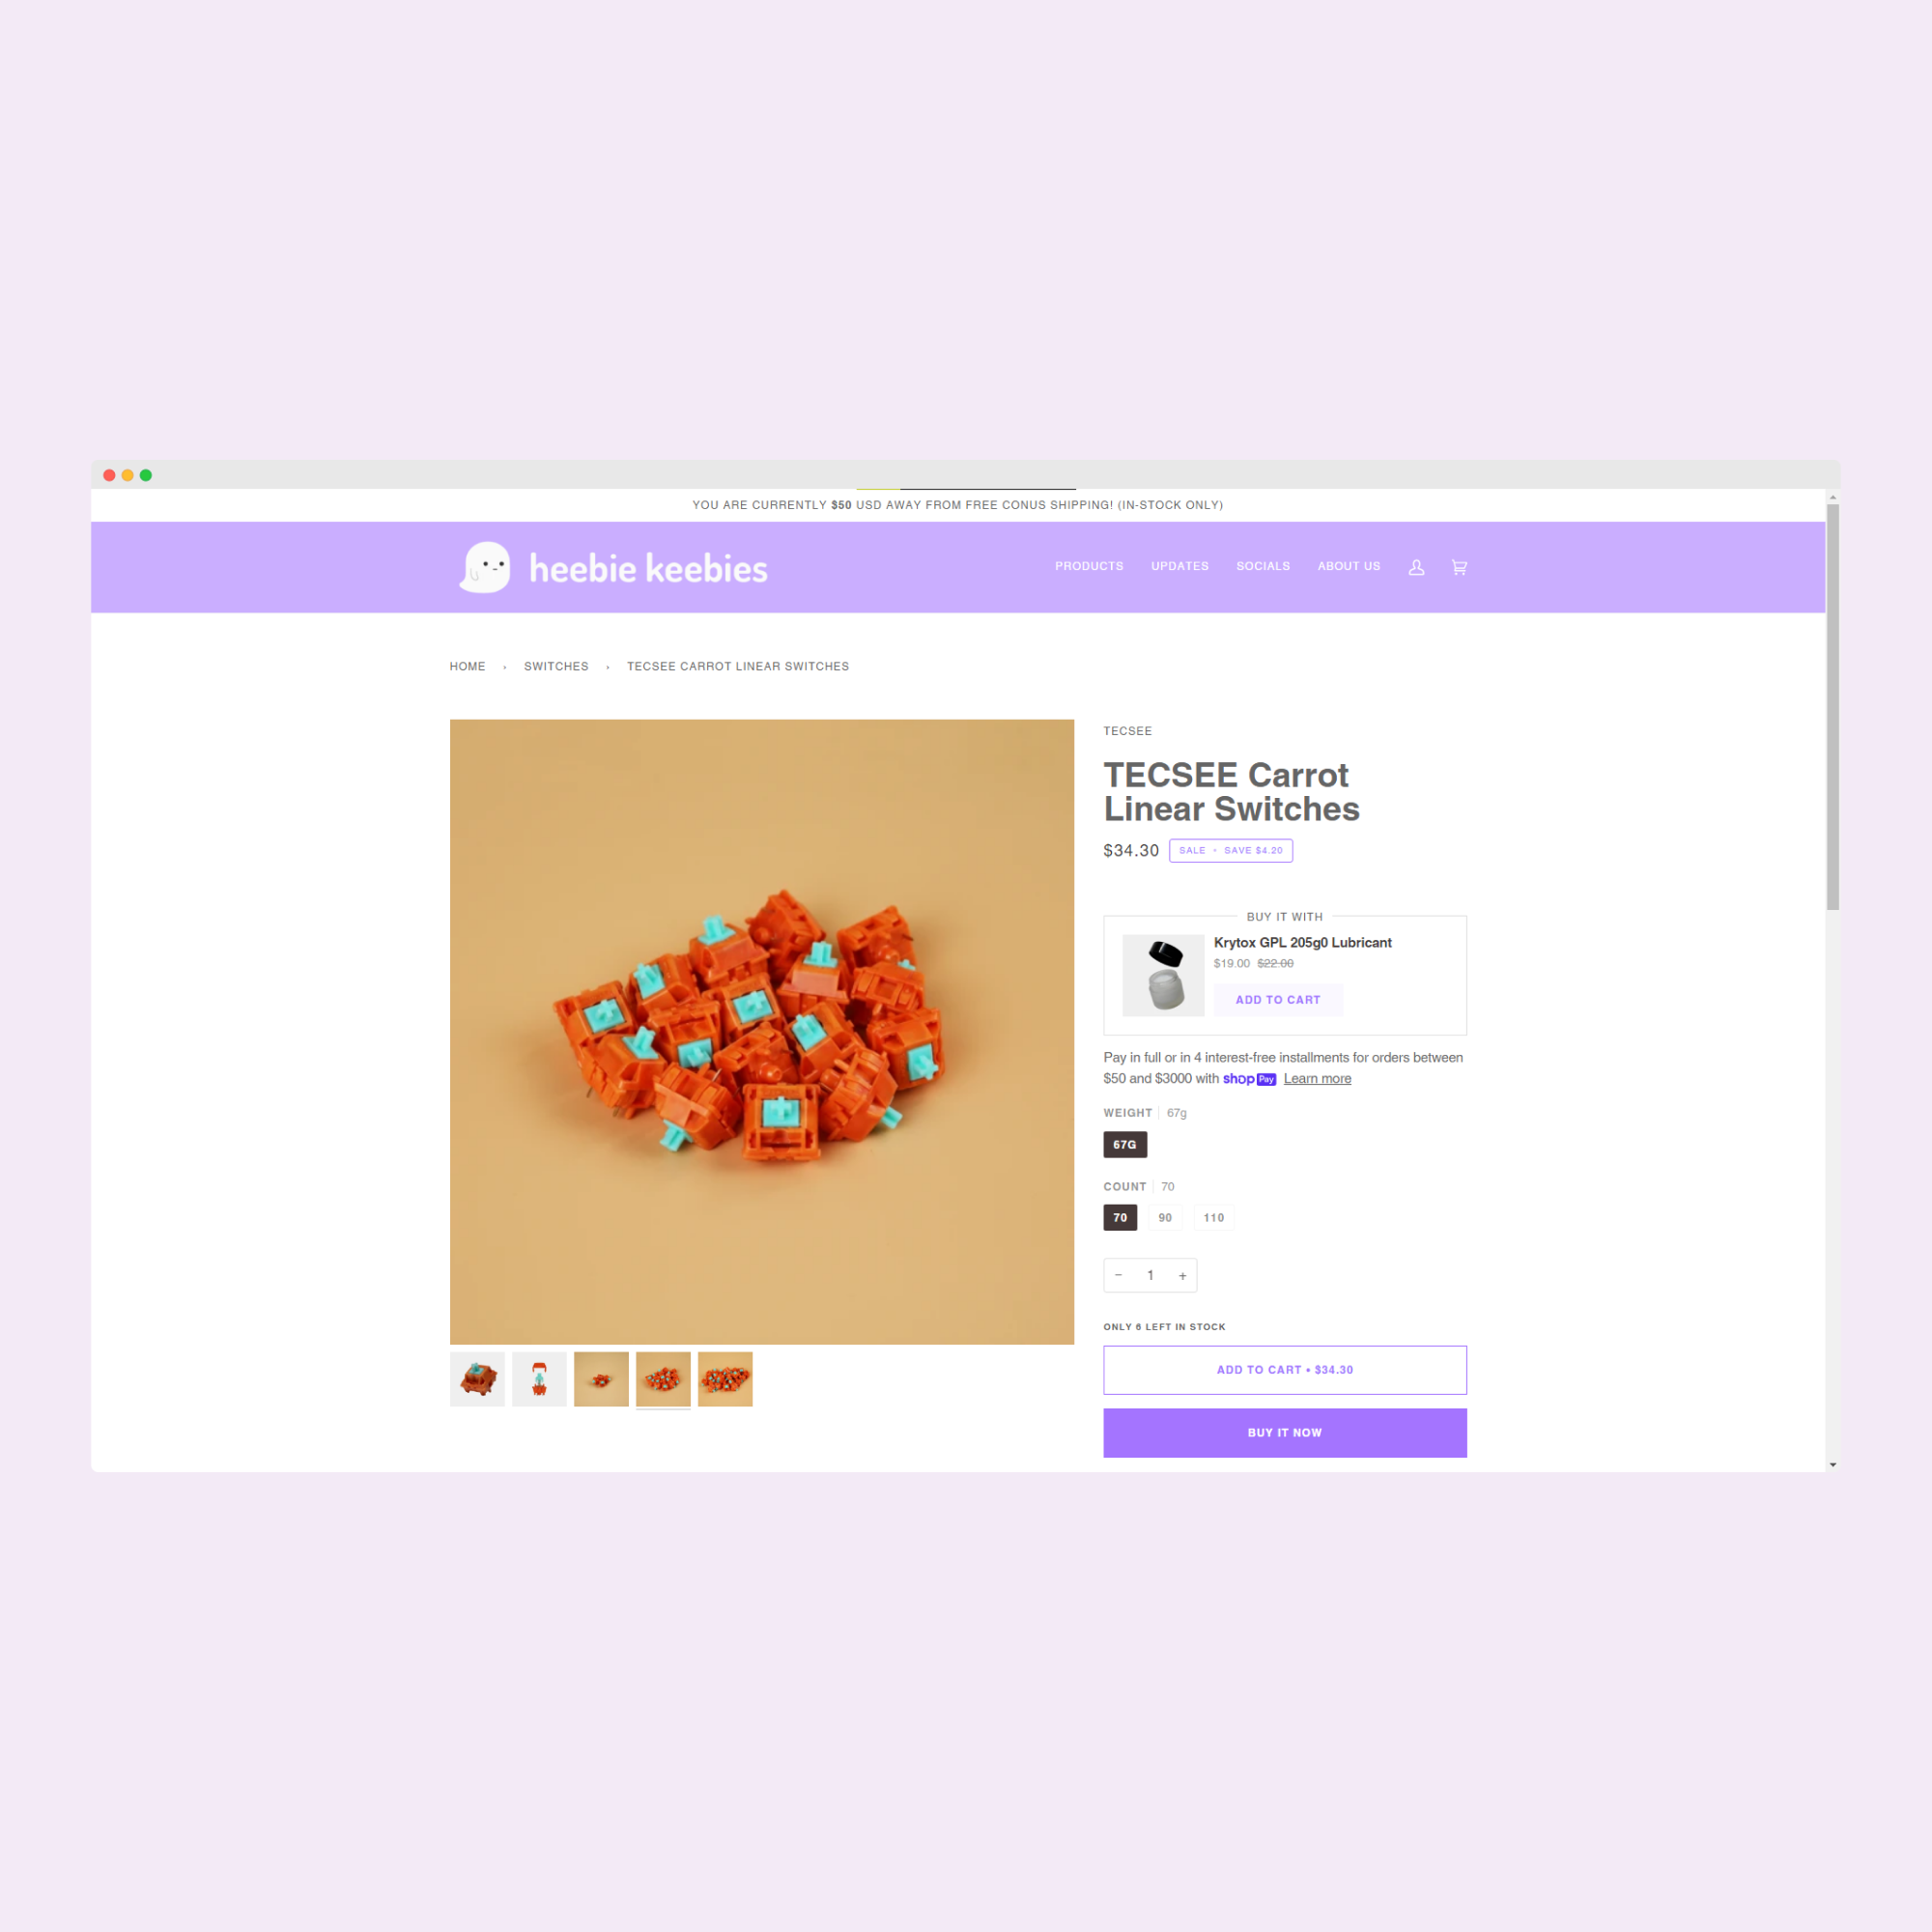 YOU ARE CURRENTLY $50 USD AWAY FROM FREE CONUS SHIPPING! (IN-STOCK ONLY)
heebie keebies
PRODUCTS UPDATES SOCIALS ABOUT US
HOME › SWITCHES › TECSEE CARROT LINEAR SWITCHES
TECSEE
TECSEE Carrot
Linear Switches
$34.30 SALE • SAVE $4.20
BUY IT WITH
Krytox GPL 205g0 Lubricant
$19.00 $22.00
ADD TO CART
Pay in full or in 4 interest-free installments for orders between
$50 and $3000 with shop Pay Learn more
WEIGHT 67g
67G
COUNT 70
70 90 110
− 1 +
ONLY 6 LEFT IN STOCK
ADD TO CART • $34.30
BUY IT NOW